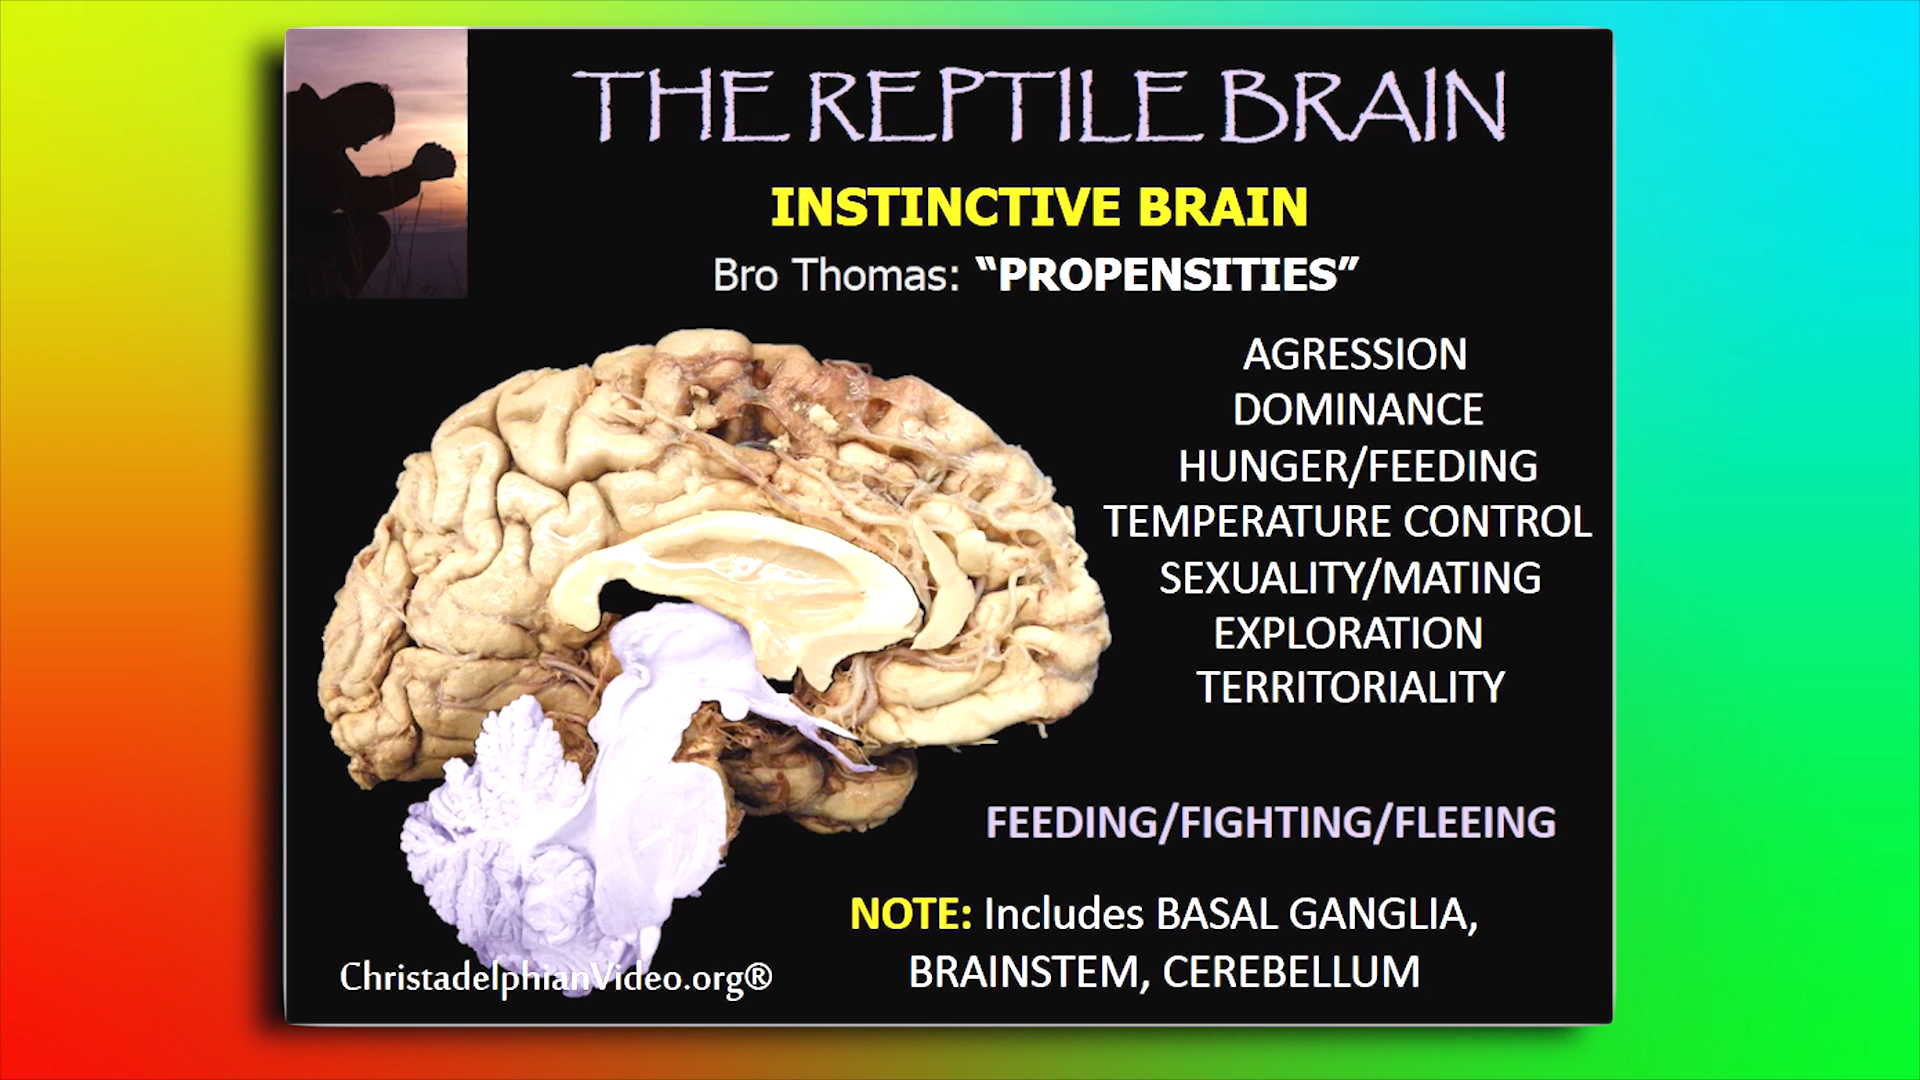 THE REPTILE BRAIN
INSTINCTIVE BRAIN
Bro Thomas: “PROPENSITIES”
AGRESSION
DOMINANCE
HUNGER/FEEDING
TEMPERATURE CONTROL
SEXUALITY/MATING
EXPLORATION
TERRITORIALITY
FEEDING/FIGHTING/FLEEING
NOTE: Includes BASAL GANGLIA,
BRAINSTEM, CEREBELLUM
ChristadelphianVideo.org®